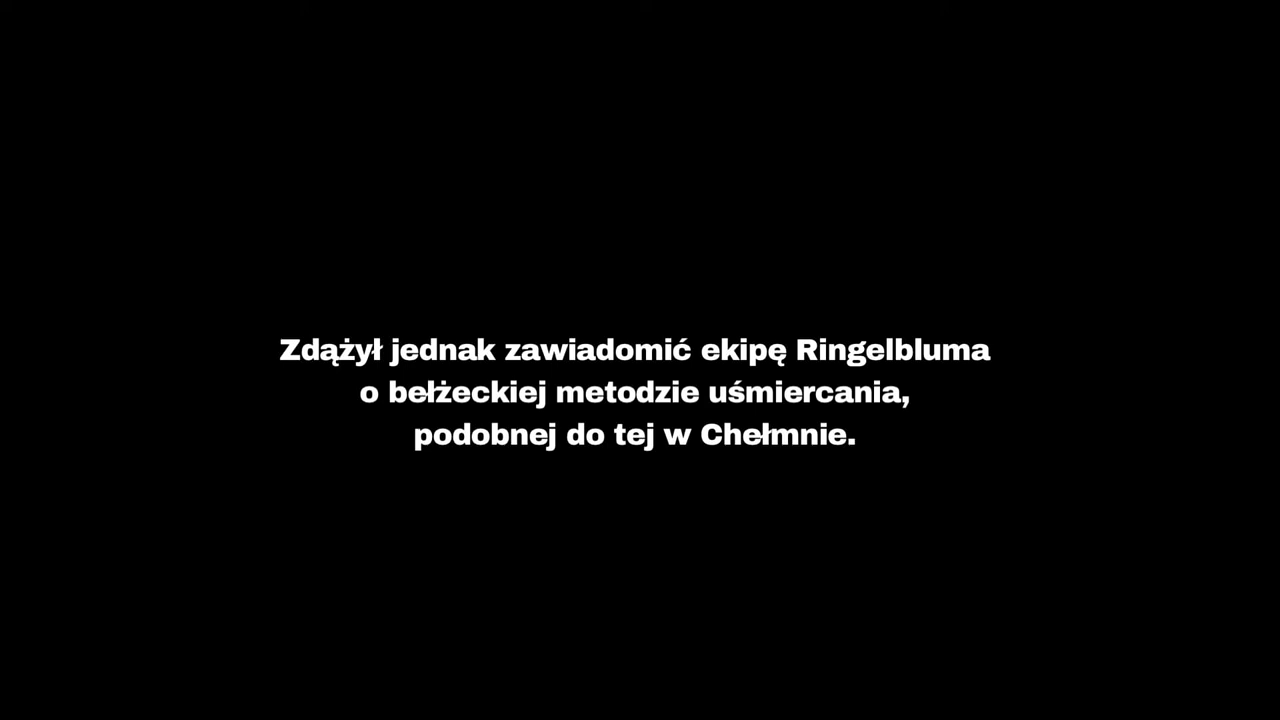 Zdążył jednak zawiadomić ekipę Ringelbluma
o bełżeckiej metodzie uśmiercania,
podobnej do tej w Chełmnie.